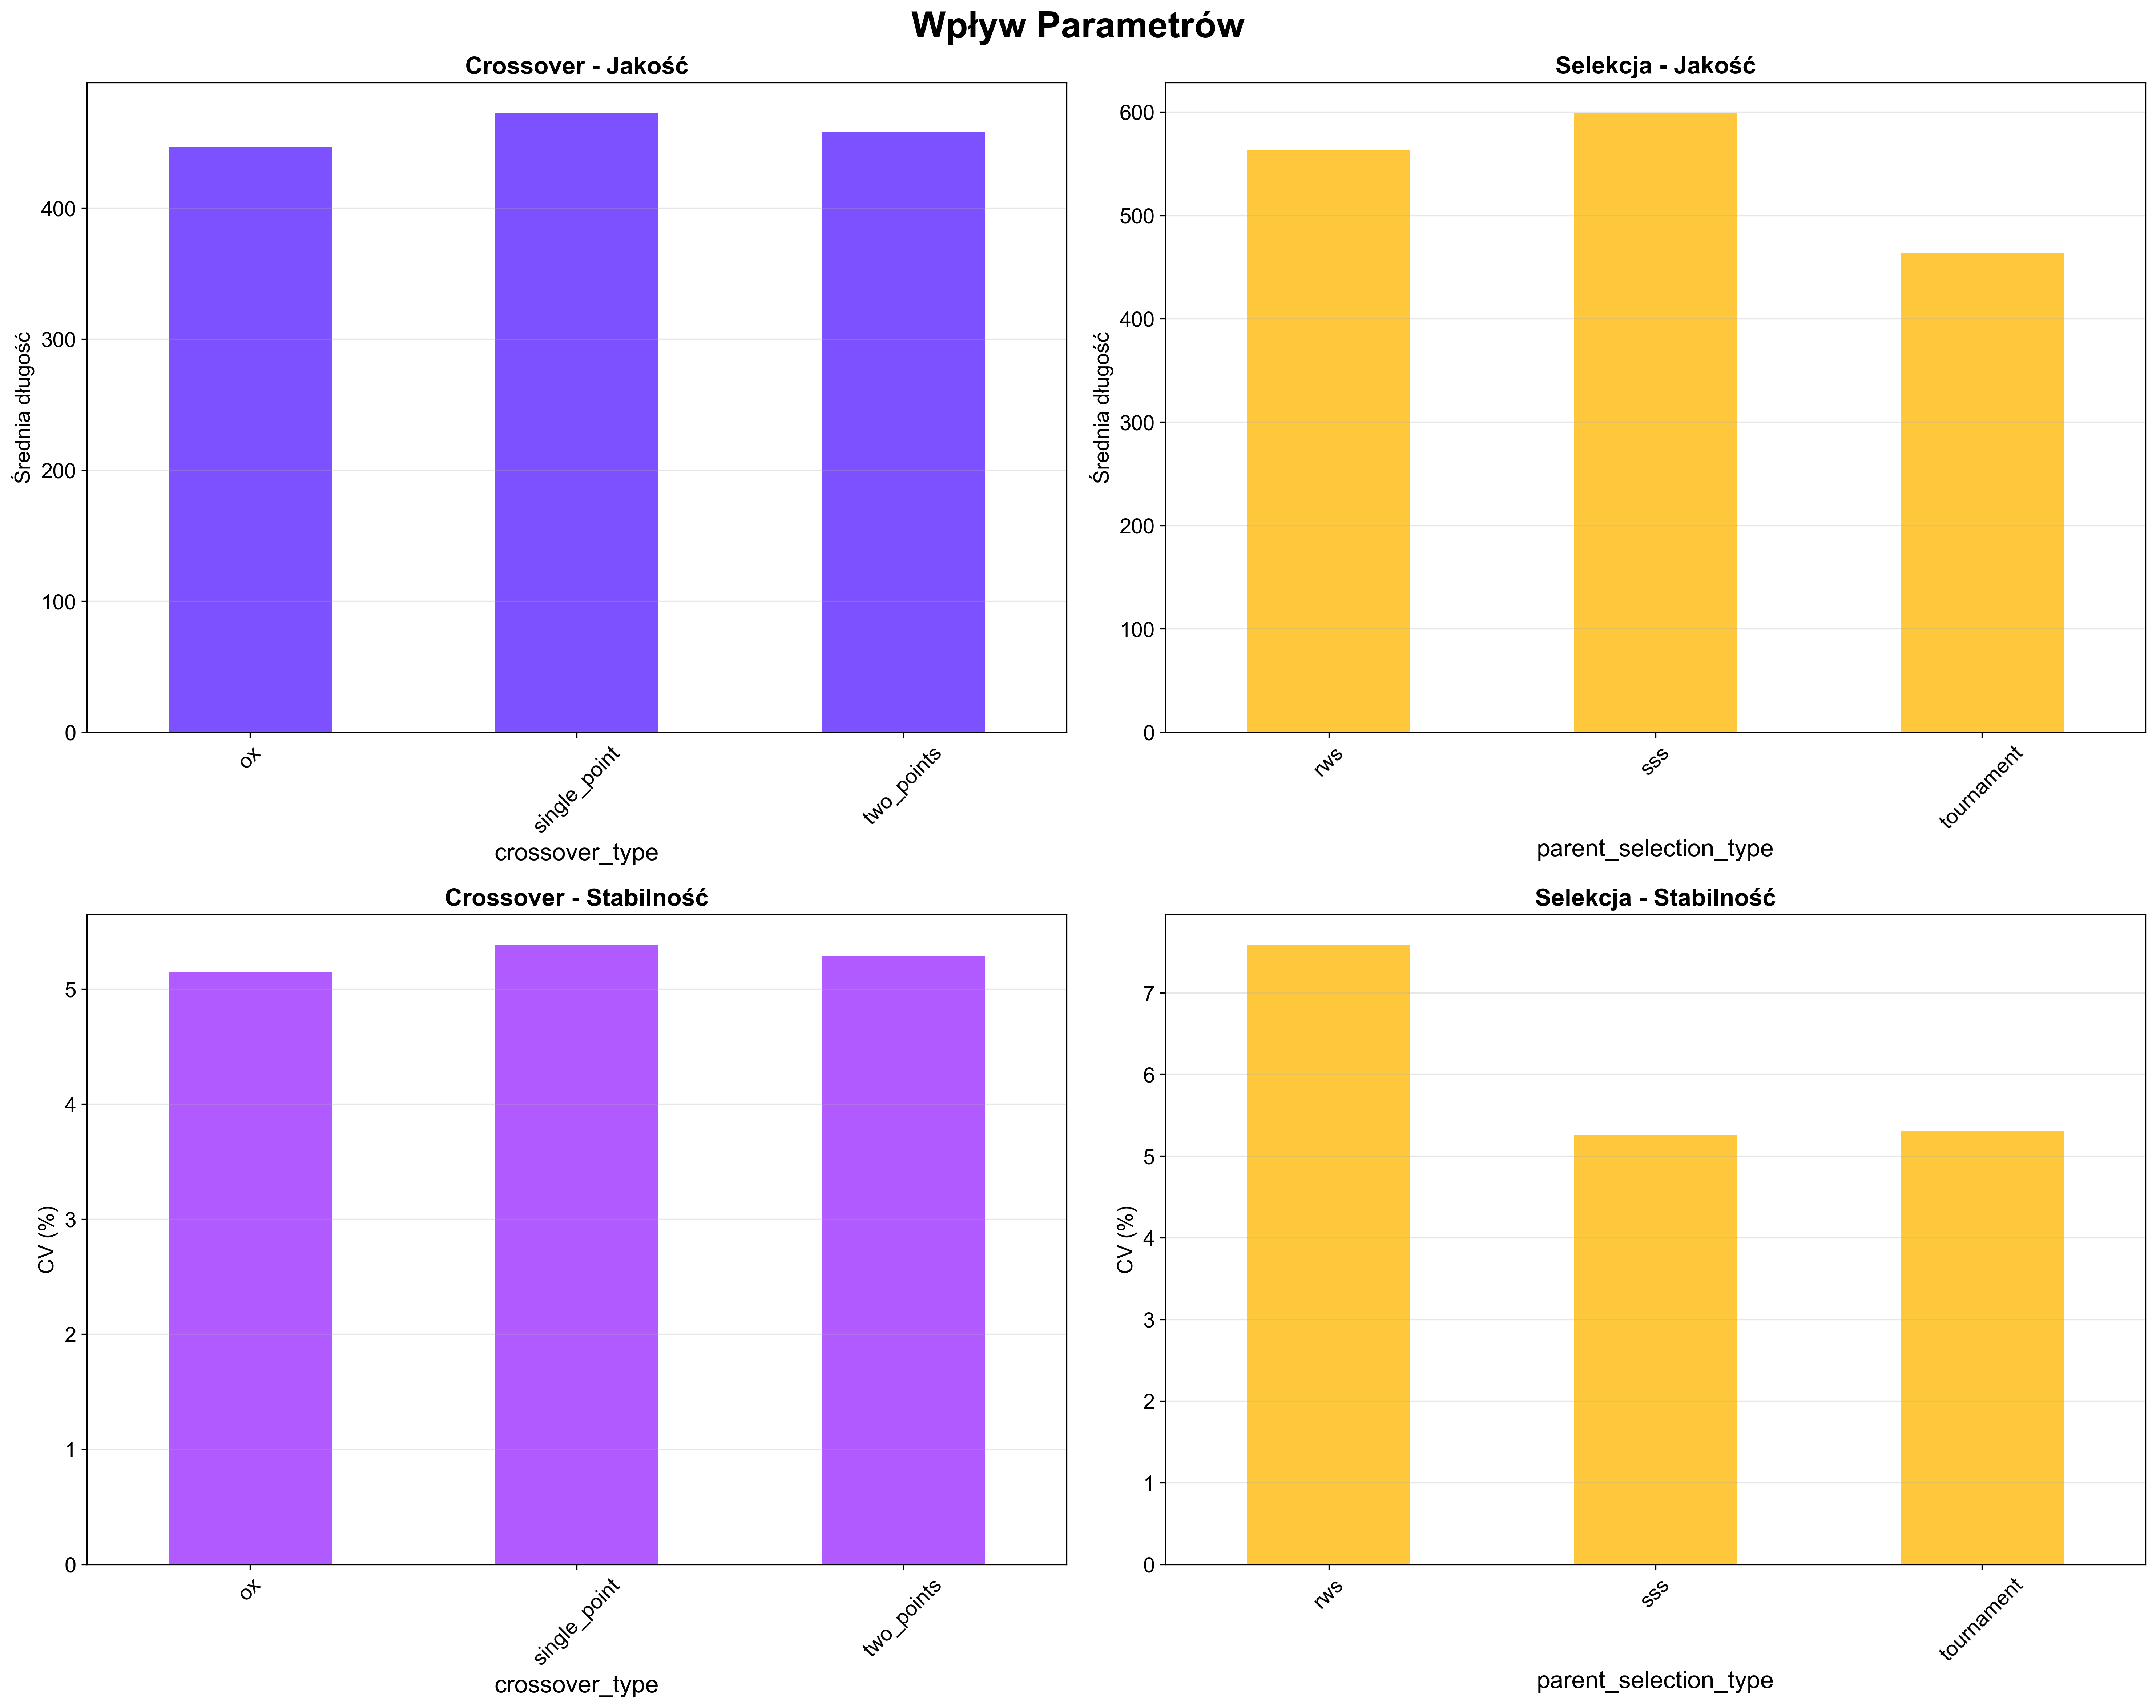 Wpływ Parametrów
Crossover - Jakość
Średnia długość
400
300
200
100
0
ox
single_point
two_points
crossover_type
Selekcja - Jakość
Średnia długość
600
500
400
300
200
100
0
rws
sss
tournament
parent_selection_type
Crossover - Stabilność
CV (%)
5
4
3
2
1
0
ox
single_point
two_points
crossover_type
Selekcja - Stabilność
CV (%)
7
6
5
4
3
2
1
0
rws
sss
tournament
parent_selection_type